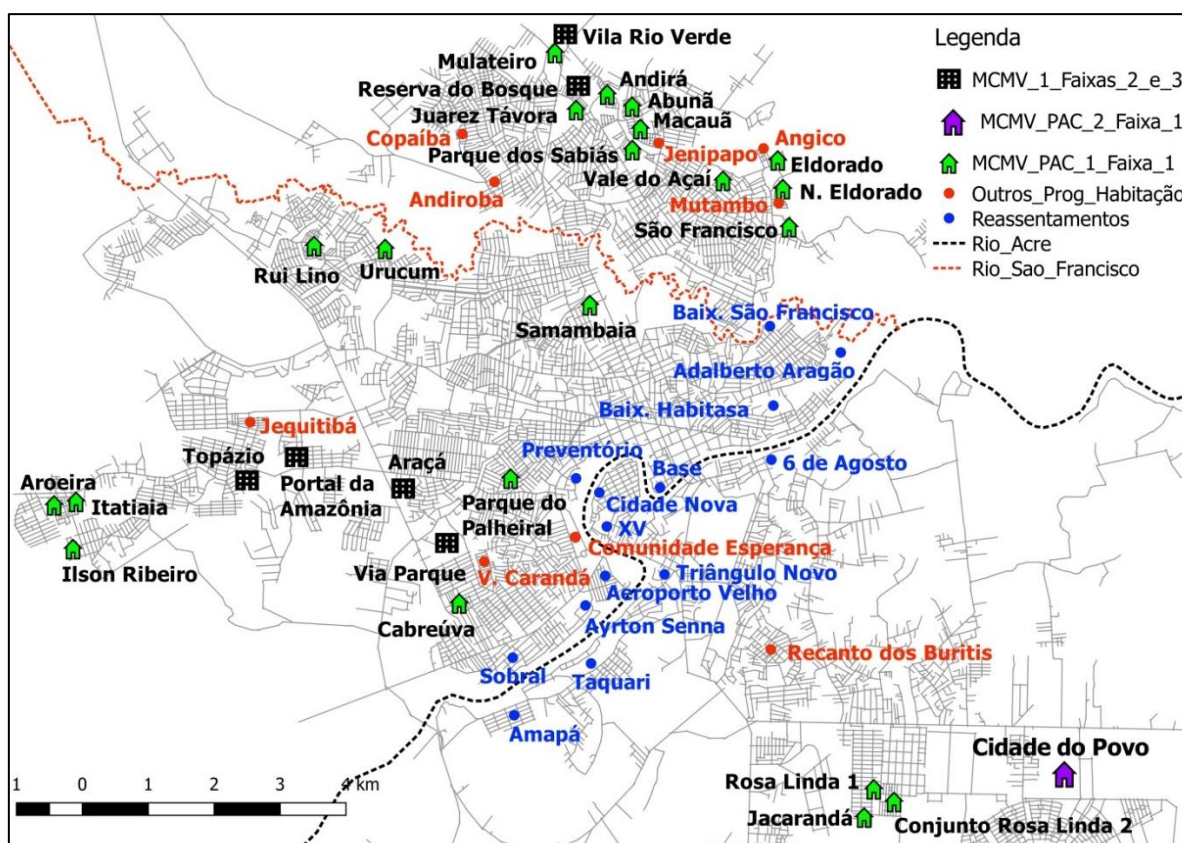 Vila Rio Verde
Legenda
Mulateiro
MCMV_1_Faixas_2_e_3
Reserva do Bosque
Andirá
Juarez Távora
Abunã
Macauã
MCMV_PAC_2_Faixa_1
Copaíba
Angico
Parque dos Sabiás
Jenipapo
Eldorado
MCMV_PAC_1_Faixa_1
Vale do Açaí
N. Eldorado
Outros_Prog_Habitação
Andiroba
Mutambo
Reassentamentos
São Francisco
Rio_Acre
Rui Lino
Urucum
Rio_Sao_Francisco
Samambaia
Baix. São Francisco
Adalberto Aragão
Baix. Habitasa
Jequitibá
Preventório
Topázio
Araçá
Base
6 de Agosto
Aroeira
Itatiaia
Portal da
Amazônia
Parque do
Palheiral
Cidade Nova
XV
Ilson Ribeiro
Via Parque
Comunidade Esperança
V. Carandá
Triângulo Novo
Aeroporto Velho
Cabreúva
Ayrton Senna
Recanto dos Buritis
Sobral
Taquari
Amapá
Cidade do Povo
1 0 1 2 3 4 km
Rosa Linda 1
Jacarandá
Conjunto Rosa Linda 2